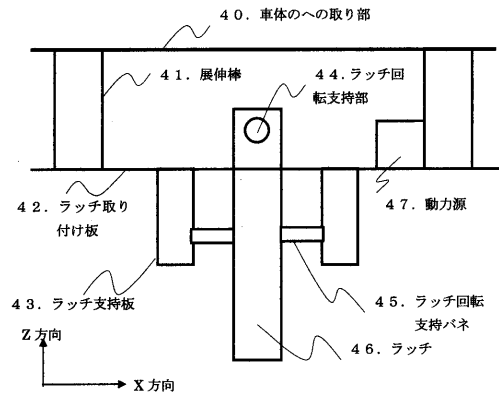 ４０．車体のへの取り部
４１．展伸棒
４４．ラッチ回
転支持部
４２．ラッチ取り
付け板
４７．動力源
４３．ラッチ支持板
４５．ラッチ回転
支持バネ
４６．ラッチ
Z方向
X方向